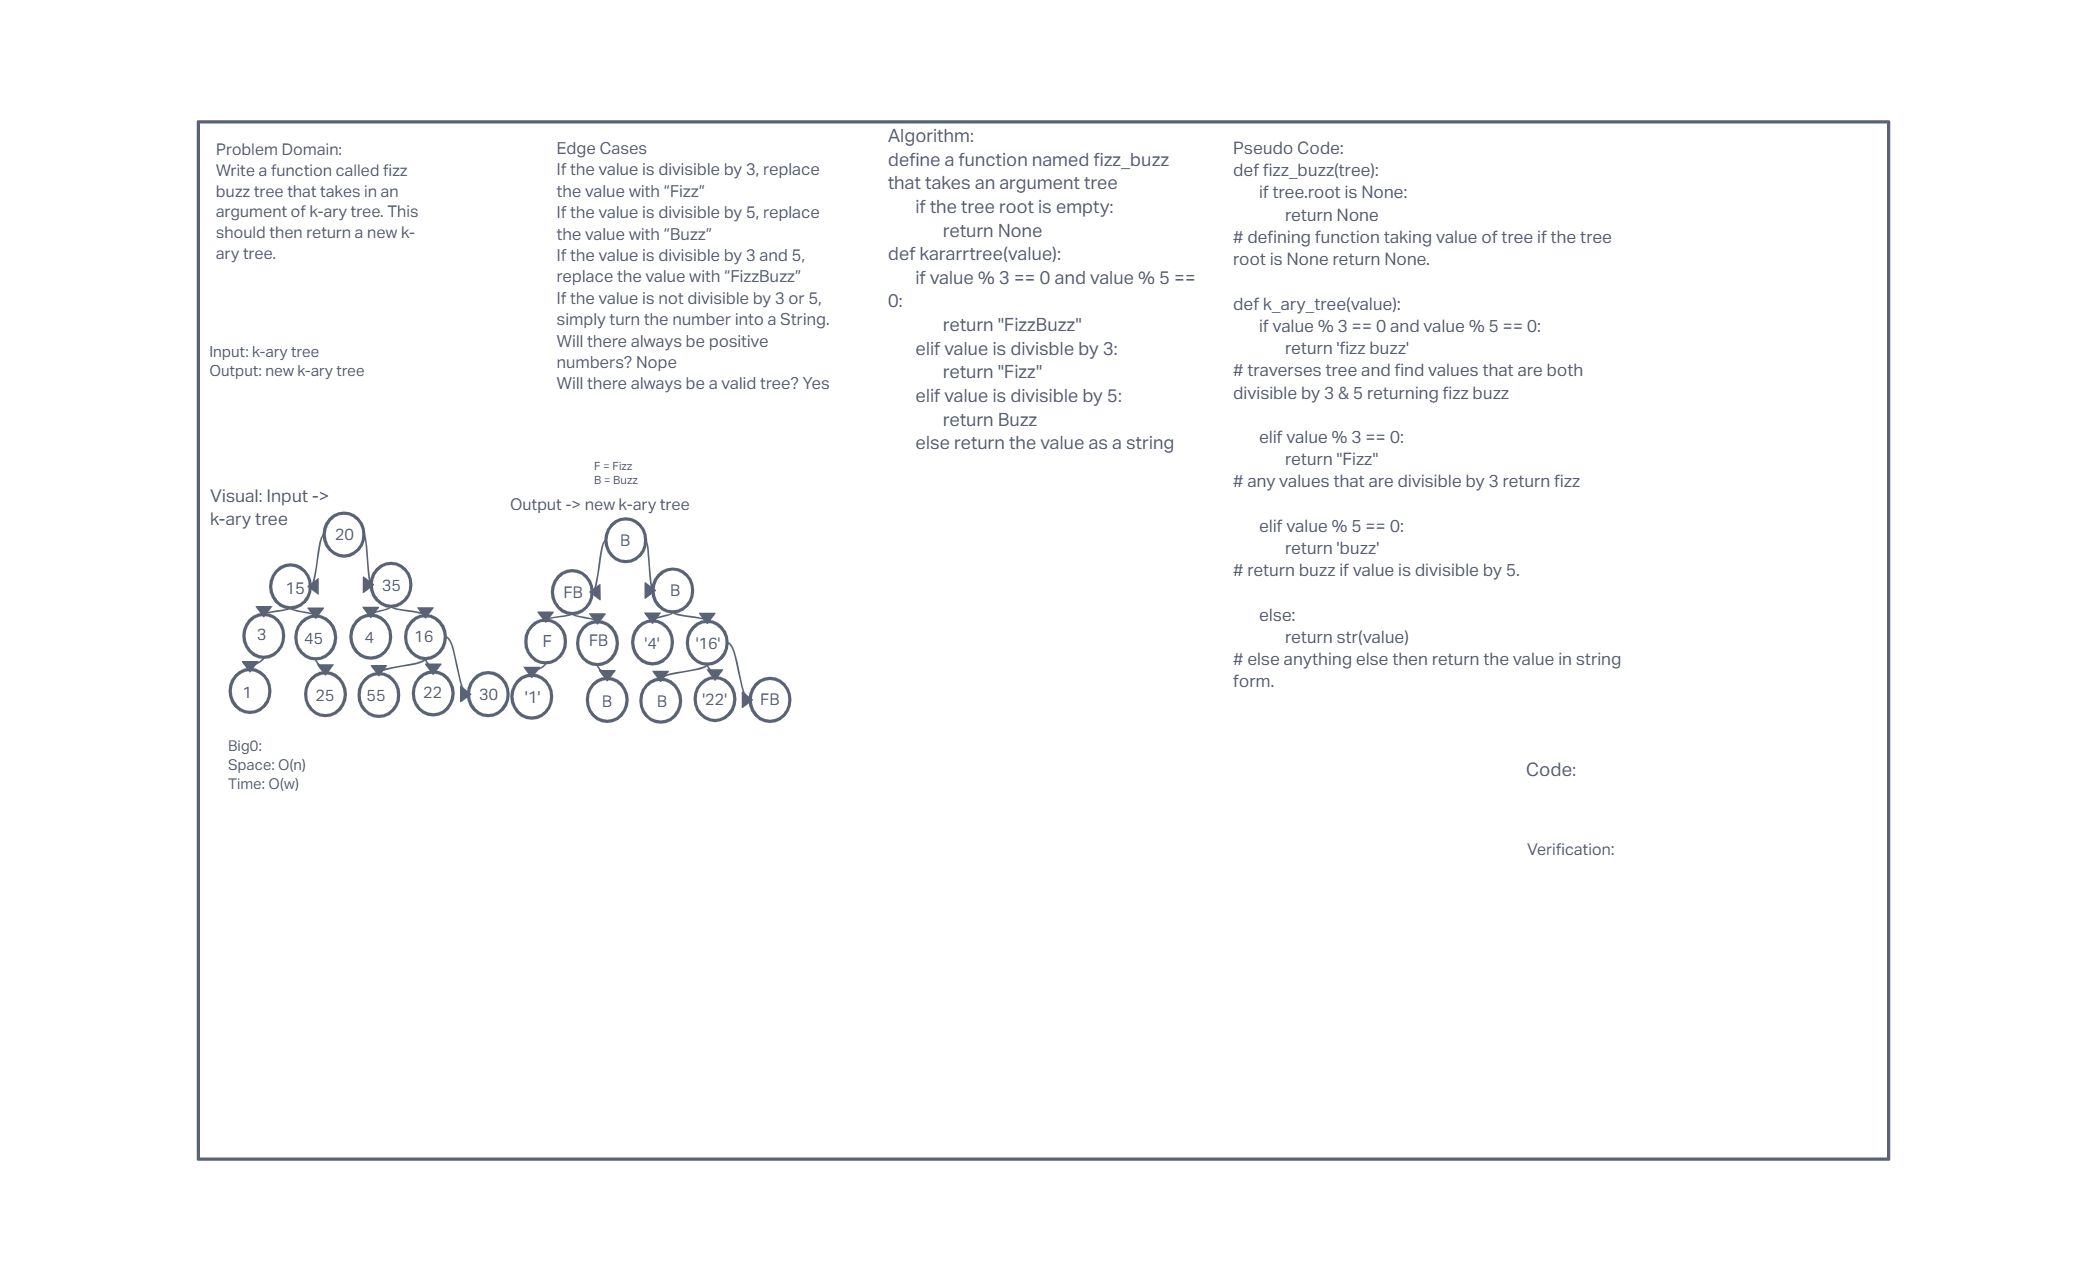 Problem Domain:
Write a function called fizz
buzz tree that takes in an
argument of k-ary tree. This
should then return a new k-
ary tree.
Input: k-ary tree
Output: new k-ary tree
Edge Cases
If the value is divisible by 3, replace
the value with “Fizz”
If the value is divisible by 5, replace
the value with “Buzz”
If the value is divisible by 3 and 5,
replace the value with “FizzBuzz”
If the value is not divisible by 3 or 5,
simply turn the number into a String.
Will there always be positive
numbers? Nope
Will there always be a valid tree? Yes
Algorithm:
define a function named fizz_buzz
that takes an argument tree
if the tree root is empty:
return None
def kararrtree(value):
if value % 3 == 0 and value % 5 ==
0:
return "FizzBuzz"
elif value is divisble by 3:
return "Fizz"
elif value is divisible by 5:
return Buzz
else return the value as a string
Pseudo Code:
def fizz_buzz(tree):
if tree.root is None:
return None
# defining function taking value of tree if the tree
root is None return None.
def k_ary_tree(value):
if value % 3 == 0 and value % 5 == 0:
return 'fizz buzz'
# traverses tree and find values that are both
divisible by 3 & 5 returning fizz buzz
elif value % 3 == 0:
return "Fizz"
# any values that are divisible by 3 return fizz
elif value % 5 == 0:
return 'buzz'
# return buzz if value is divisible by 5.
else:
return str(value)
# else anything else then return the value in string
form.
Visual: Input ->
k-ary tree
20
15 35
3 45 4 16
1 25 55 22 30
F = Fizz
B = Buzz
Output -> new k-ary tree
B
FB B
F FB '4' '16'
'1' B B '22' FB
Big0:
Space: O(n)
Time: O(w)
Code:
Verification: